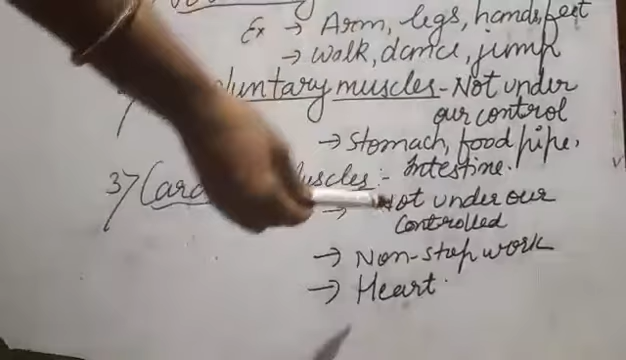 Ex → Arm, legs, hands, feet
→ Walk, dance, jump
luntary muscles - Not under
our control
→ Stomach, food pipe,
Intestine.
3) Card uscles :-
→ Not under our
controlled
→ Non-stop work
→ Heart.